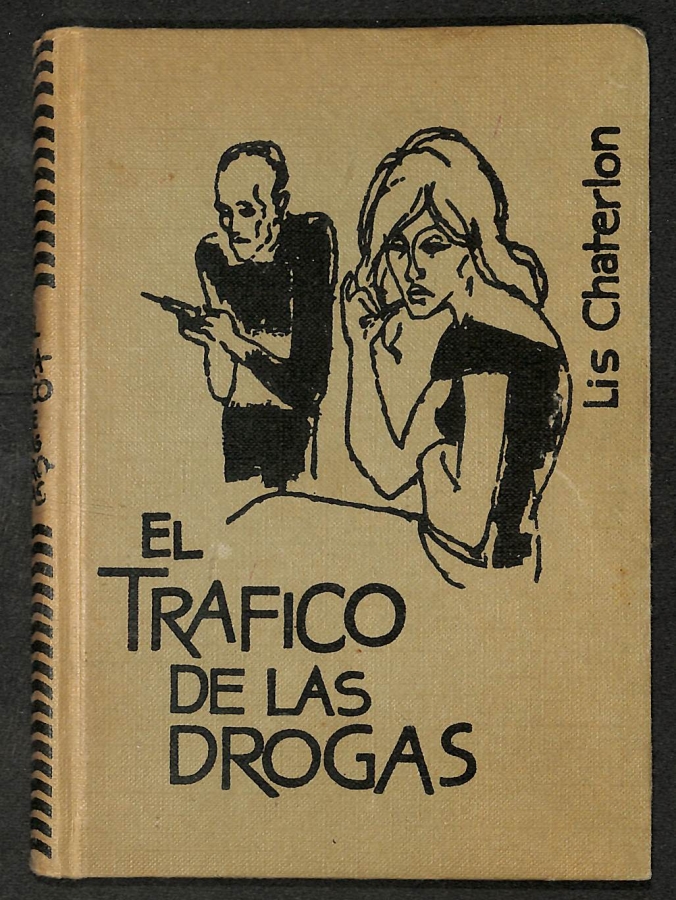 Lis Chaterlon
EL
TRAFICO
DE LAS
DROGAS